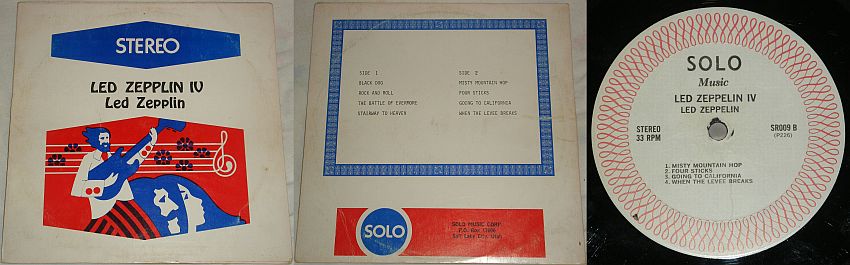 STEREO
LED ZEPPLIN IV
Led Zepplin
SIDE 1
BLACK DOG
ROCK AND ROLL
THE BATTLE OF EVERMORE
STAIRWAY TO HEAVEN
SIDE 2
MISTY MOUNTAIN HOP
FOUR STICKS
GOING TO CALIFORNIA
WHEN THE LEVEE BREAKS
SOLO
SOLO MUSIC CORP
P.O. Box
Salt Lake City, Utah
SOLO
Music
LED ZEPPELIN IV
LED ZEPPELIN
STEREO
33 RPM
SR009 B
(P226)
1. MISTY MOUNTAIN HOP
2. FOUR STICKS
3. GOING TO CALIFORNIA
4. WHEN THE LEVEE BREAKS